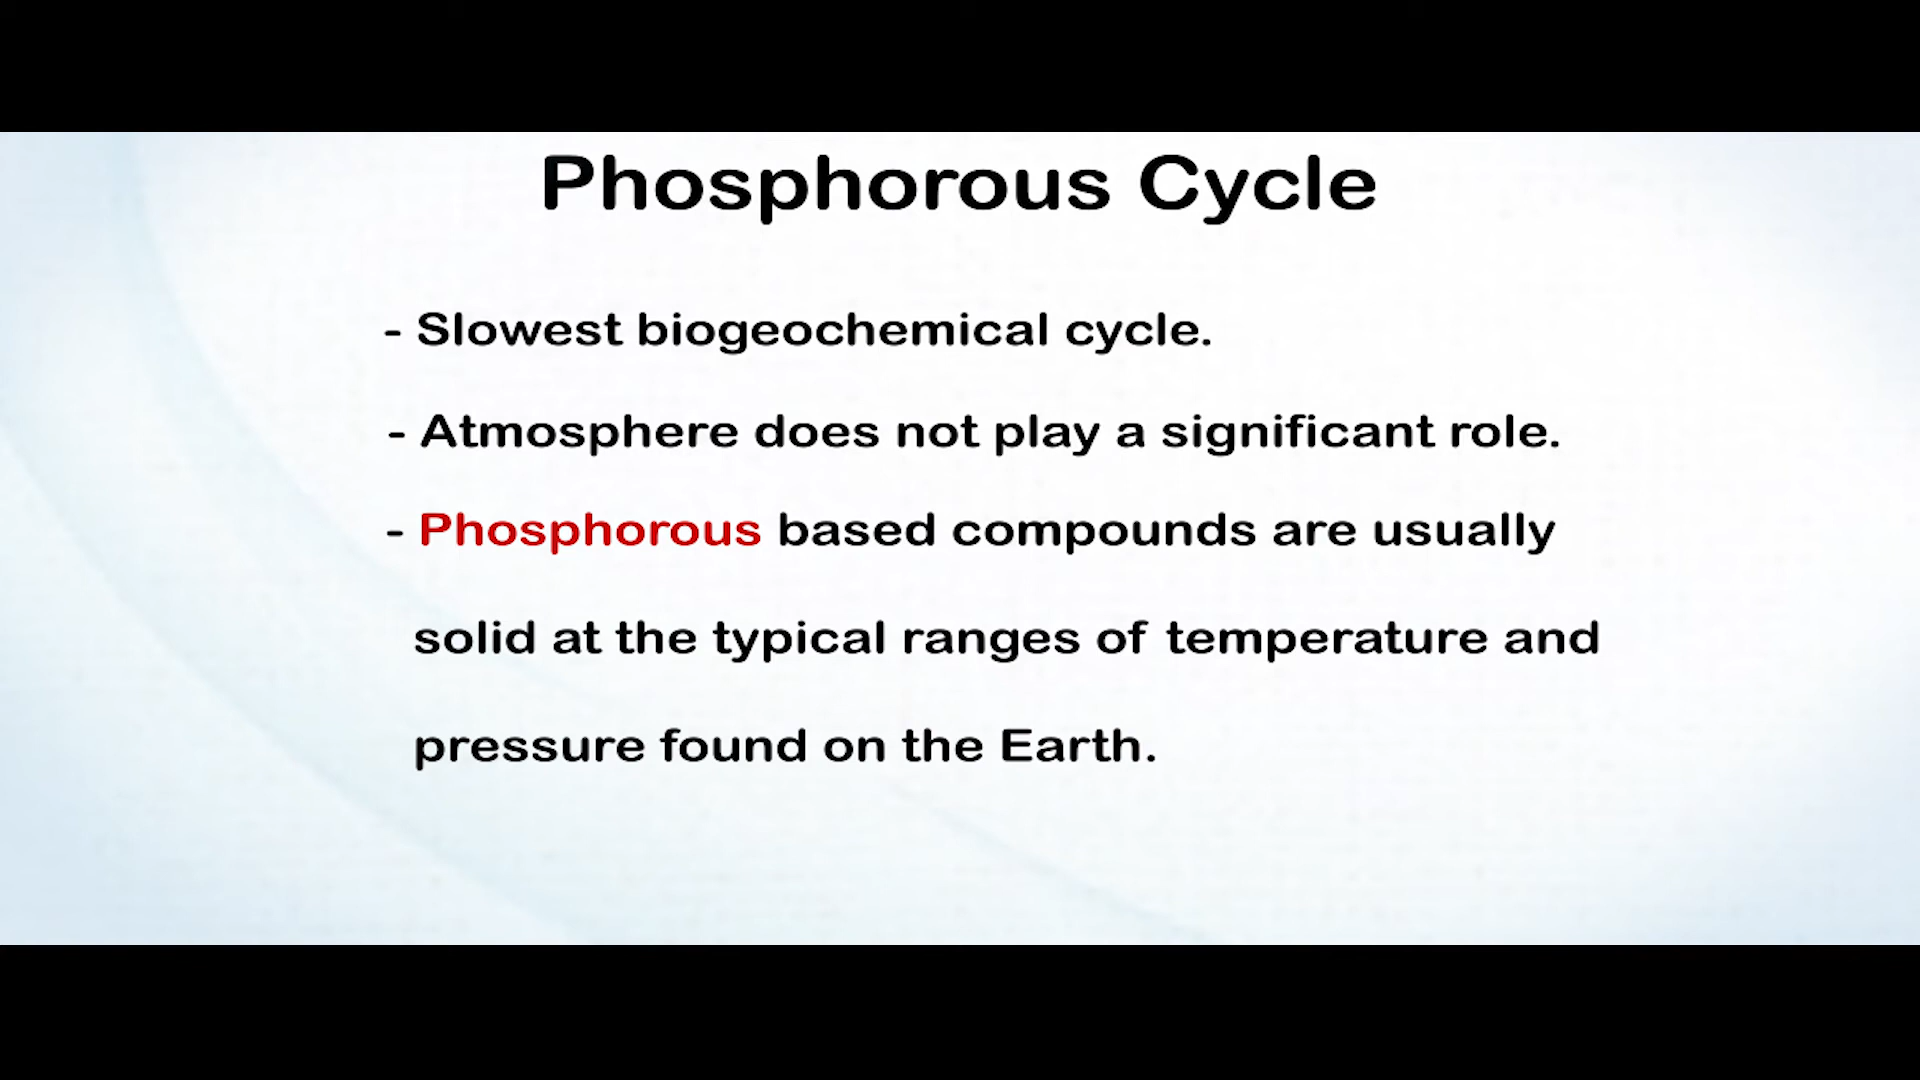 Phosphorous Cycle
- Slowest biogeochemical cycle.
- Atmosphere does not play a significant role.
- Phosphorous based compounds are usually
solid at the typical ranges of temperature and
pressure found on the Earth.